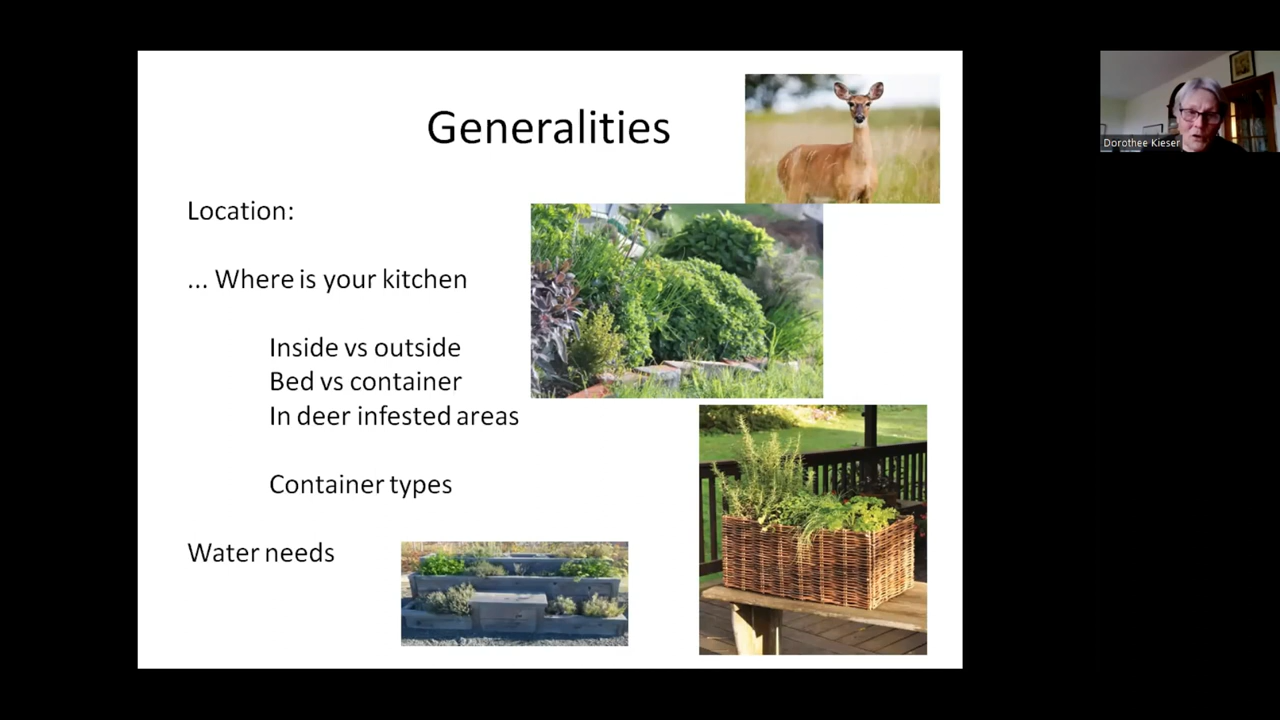 Generalities
Location:
... Where is your kitchen
Inside vs outside
Bed vs container
In deer infested areas
Container types
Water needs
Dorothee Kieser